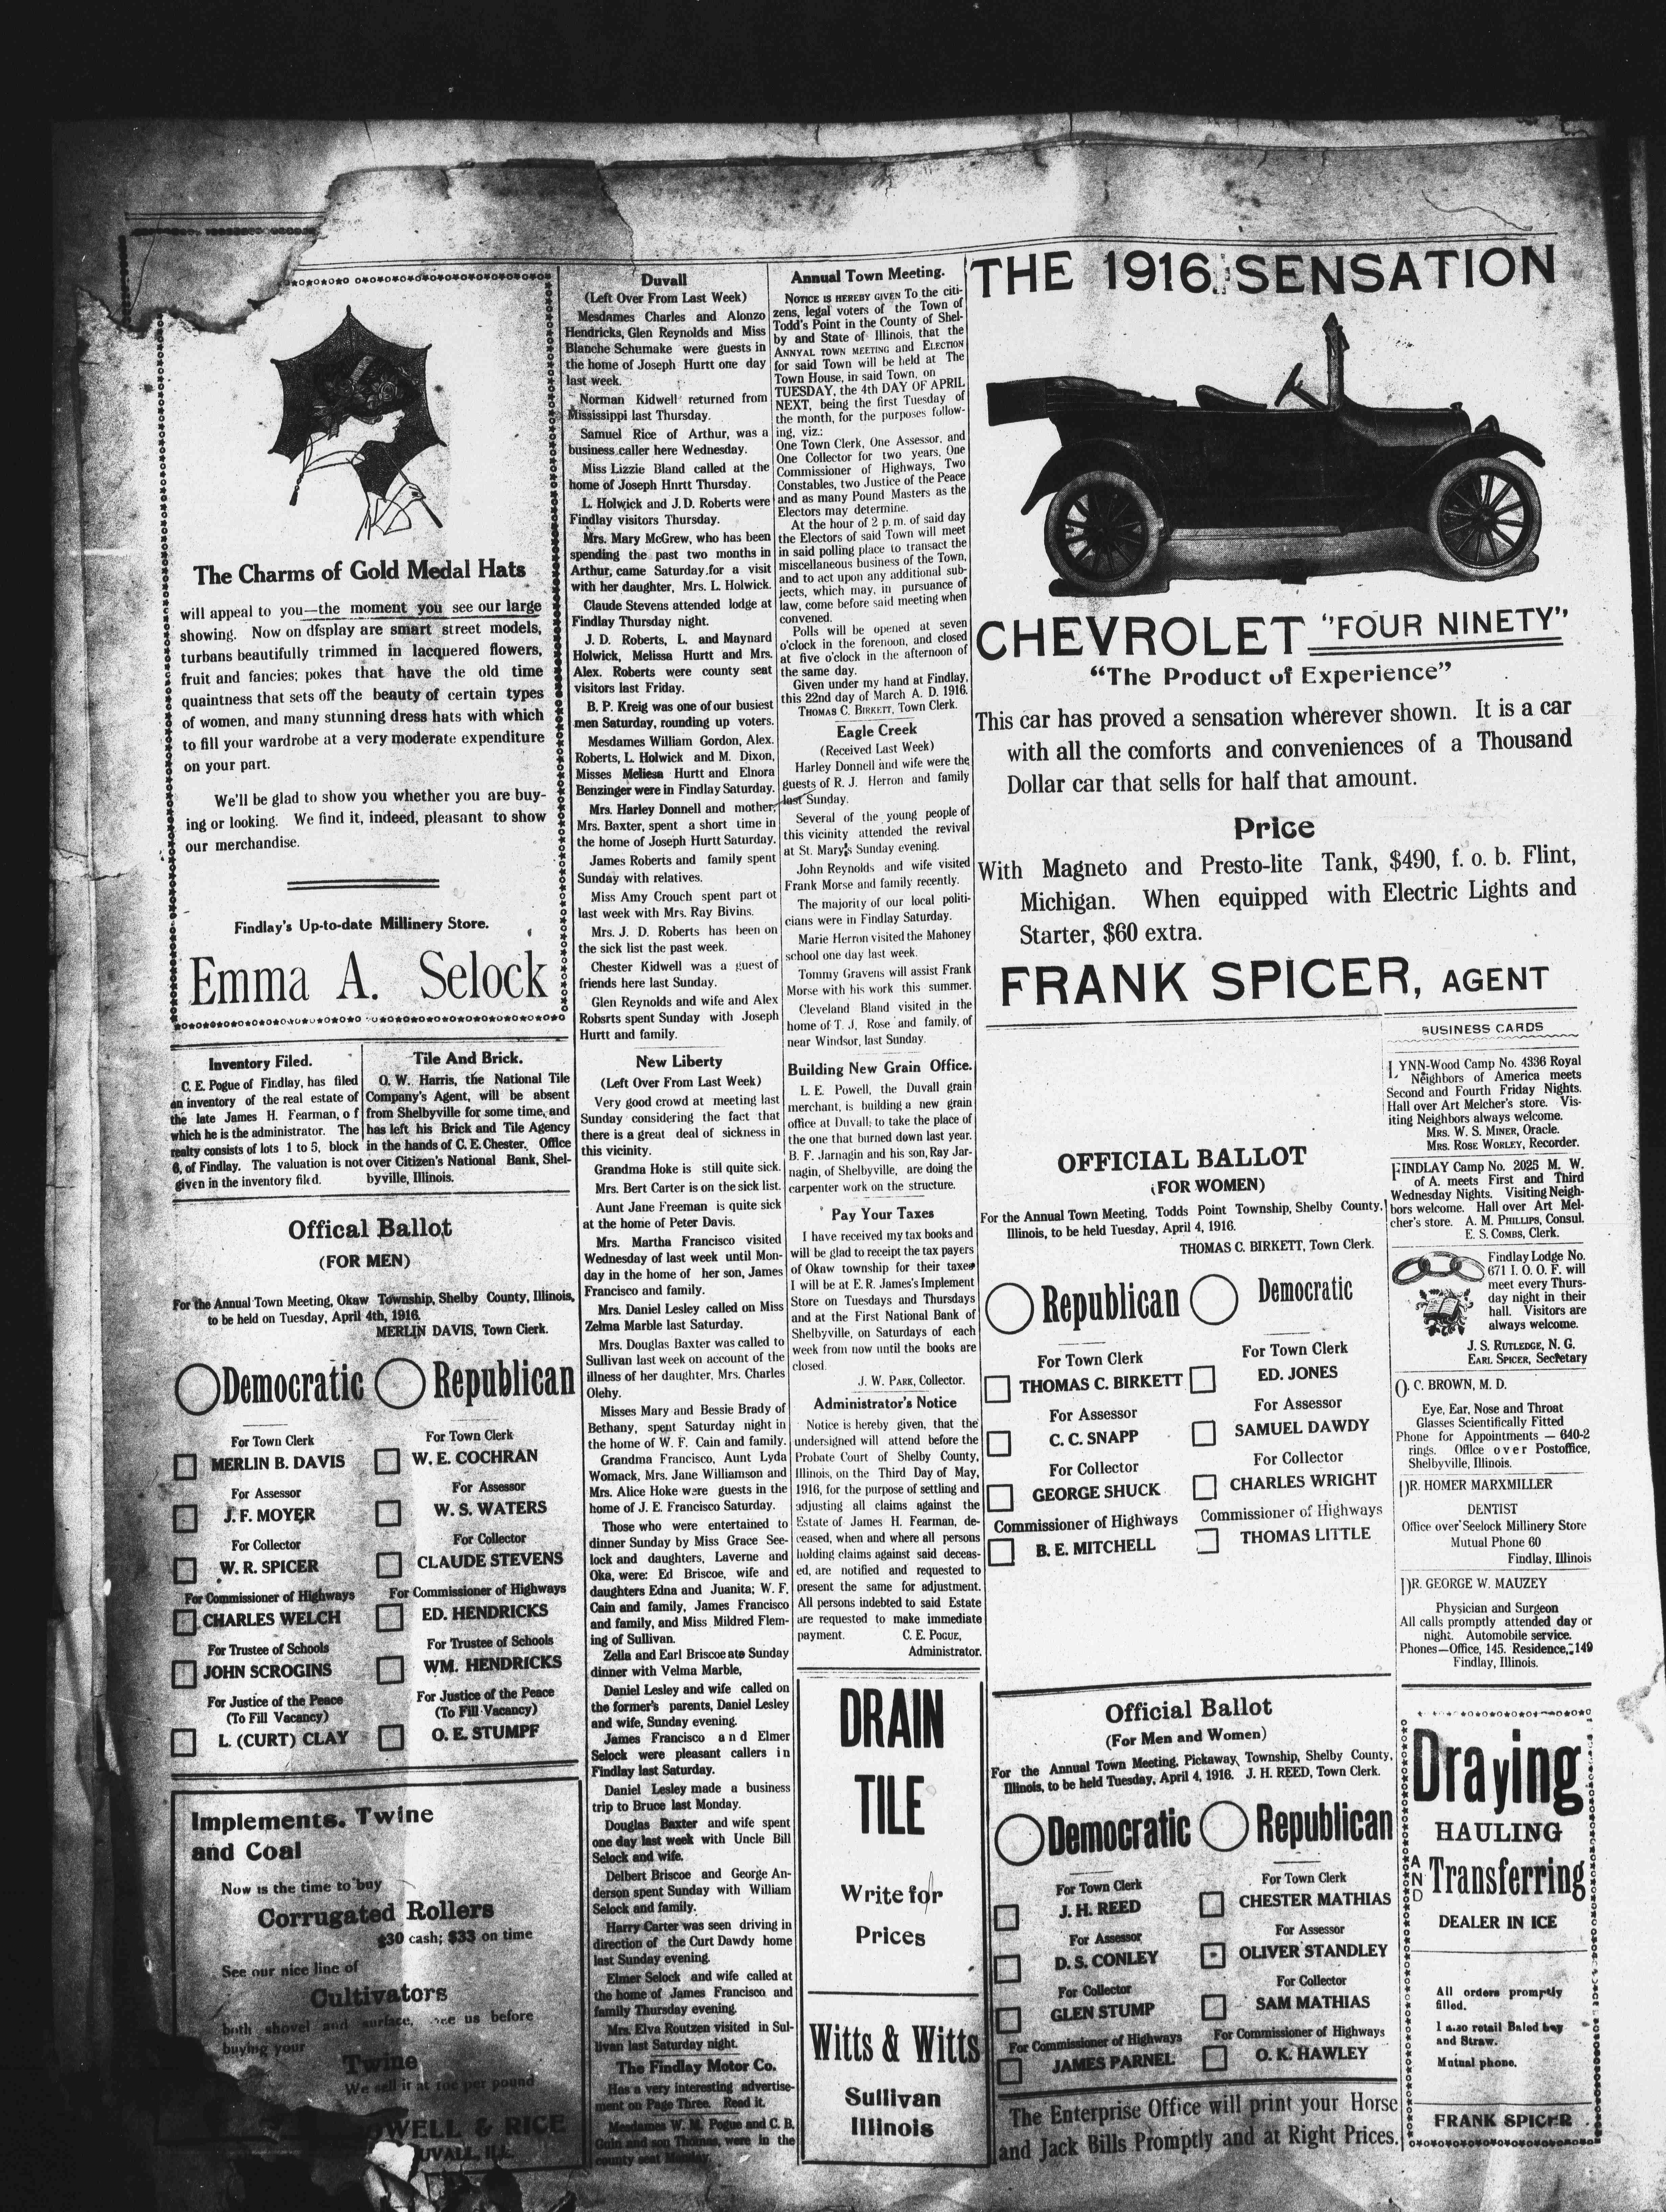 The Charms of Gold Medal Hats
will appeal to you—the moment you see our large
showing. Now on dfsplay are smart street models,
turbans beautifully trimmed in lacquered flowers,
fruit and fancies; pokes that have the old time
quaintness that sets off the beauty of certain types
of women, and many stunning dress hats with which
to fill your wardrobe at a very moderate expenditure
on your part.
We'll be glad to show you whether you are buy-
ing or looking. We find it, indeed, pleasant to show
our merchandise.
Findlay's Up-to-date Millinery Store.
Emma A. Selock
Inventory Filed.
C. E. Pogue of Findlay, has filed
an inventory of the real estate of
the late James H. Fearman, o f
which he is the administrator. The
realty consists of lots 1 to 5, block
6, of Findlay. The valuation is not
given in the inventory filed.
Tile And Brick.
O. W. Harris, the National Tile
Company's Agent, will be absent
from Shelbyville for some time, and
has left his Brick and Tile Agency
in the hands of C. E. Chester. Office
over Citizen's National Bank, Shel-
byville, Illinois.
Offical Ballot
(FOR MEN)
For the Annual Town Meeting, Okaw Township, Shelby County, Illinois,
to be held on Tuesday, April 4th, 1916.
MERLIN DAVIS, Town Clerk.
Democratic
For Town Clerk
MERLIN B. DAVIS
For Assessor
J. F. MOYER
For Collector
W. R. SPICER
For Commissioner of Highways
CHARLES WELCH
For Trustee of Schools
JOHN SCROGINS
For Justice of the Peace
(To Fill Vacancy)
L. (CURT) CLAY
Republican
For Town Clerk
W. E. COCHRAN
For Assessor
W. S. WATERS
For Collector
CLAUDE STEVENS
For Commissioner of Highways
ED. HENDRICKS
For Trustee of Schools
WM. HENDRICKS
For Justice of the Peace
(To Fill Vacancy)
O. E. STUMPF
Implements. Twine
and Coal
Now is the time to buy
Corrugated Rollers
$30 cash; $33 on time
See our nice line of
Cultivators
both shovel and surface, see us before
buying your
Twine
We sell it at 10c per pound
OWELL & RICE
UVALL, ILL.
Duvall
(Left Over From Last Week)
Mesdames Charles and Alonzo
Hendricks, Glen Reynolds and Miss
Blanche Schumake were guests in
the home of Joseph Hurtt one day
last week.
Norman Kidwell returned from
Mississippi last Thursday.
Samuel Rice of Arthur, was a
business caller here Wednesday.
Miss Lizzie Bland called at the
home of Joseph Hnrtt Thursday.
L. Holwick and J. D. Roberts were
Findlay visitors Thursday.
Mrs. Mary McGrew, who has been
spending the past two months in
Arthur, came Saturday for a visit
with her daughter, Mrs. L. Holwick.
Claude Stevens attended lodge at
Findlay Thursday night.
J. D. Roberts, L. and Maynard
Holwick, Melissa Hurtt and Mrs.
Alex. Roberts were county seat
visitors last Friday.
B. P. Kreig was one of our busiest
men Saturday, rounding up voters.
Mesdames William Gordon, Alex.
Roberts, L. Holwick and M. Dixon,
Misses Meliesa Hurtt and Elnora
Benzinger were in Findlay Saturday.
Mrs. Harley Donnell and mother,
Mrs. Baxter, spent a short time in
the home of Joseph Hurtt Saturday.
James Roberts and family spent
Sunday with relatives.
Miss Amy Crouch spent part ot
last week with Mrs. Ray Bivins.
Mrs. J. D. Roberts has been on
the sick list the past week.
Chester Kidwell was a guest of
friends here last Sunday.
Glen Reynolds and wife and Alex
Robsrts spent Sunday with Joseph
Hurtt and family.
New Liberty
(Left Over From Last Week)
Very good crowd at meeting last
Sunday considering the fact that
there is a great deal of sickness in
this vicinity.
Grandma Hoke is still quite sick.
Mrs. Bert Carter is on the sick list.
Aunt Jane Freeman is quite sick
at the home of Peter Davis.
Mrs. Martha Francisco visited
Wednesday of last week until Mon-
day in the home of her son, James
Francisco and family.
Mrs. Daniel Lesley called on Miss
Zelma Marble last Saturday.
Mrs. Douglas Baxter was called to
Sullivan last week on account of the
illness of her daughter, Mrs. Charles
Olehy.
Misses Mary and Bessie Brady of
Bethany, spent Saturday night in
the home of W. F. Cain and family.
Grandma Francisco, Aunt Lyda
Womack, Mrs. Jane Williamson and
Mrs. Alice Hoke were guests in the
home of J. E. Francisco Saturday.
Those who were entertained to
dinner Sunday by Miss Grace See-
lock and daughters, Laverne and
Oka, were: Ed Briscoe, wife and
daughters Edna and Juanita; W. F.
Cain and family, James Francisco
and family, and Miss Mildred Flem-
ing of Sullivan.
Zella and Earl Briscoe ate Sunday
dinner with Velma Marble,
Daniel Lesley and wife called on
the former's parents, Daniel Lesley
and wife, Sunday evening.
James Francisco and Elmer
Selock were pleasant callers in
Findlay last Saturday.
Daniel Lesley made a business
trip to Bruce last Monday.
Douglas Baxter and wife spent
one day last week with Uncle Bill
Selock and wife.
Delbert Briscoe and George An-
derson spent Sunday with William
Selock and family.
Harry Carter was seen driving in
direction of the Curt Dawdy home
last Sunday evening.
Elmer Selock and wife called at
the home of James Francisco and
family Thursday evening.
Mrs. Elva Routzen visited in Sul-
livan last Saturday night.
The Findlay Motor Co.
Has a very interesting advertise-
ment on Page Three. Read it.
Mesdames W. M. Pogue and C. B.
Guin and son Thomas, were in the
county seat Monday.
Annual Town Meeting.
NOTICE IS HEREBY GIVEN To the citi-
zens, legal voters of the Town of
Todd's Point in the County of Shel-
by and State of Illinois, that the
ANNYAL TOWN MEETING and ELECTION
for said Town will be held at The
Town House, in said Town, on
TUESDAY, the 4th DAY OF APRIL
NEXT, being the first Tuesday of
the month, for the purposes follow-
ing, viz.:
One Town Clerk, One Assessor, and
One Collector for two years, One
Commissioner of Highways, Two
Constables, two Justice of the Peace
and as many Pound Masters as the
Electors may determine.
At the hour of 2 p. m. of said day
the Electors of said Town will meet
in said polling place to transact the
miscellaneous business of the Town,
and to act upon any additional sub-
jects, which may, in pursuance of
law, come before said meeting when
convened.
Polls will be opened at seven
o'clock in the forenoon, and closed
at five o'clock in the afternoon of
the same day.
Given under my hand at Findlay,
this 22nd day of March A. D. 1916.
THOMAS C. BIRKETT, Town Clerk.
Eagle Creek
(Received Last Week)
Harley Donnell and wife were the
guests of R. J. Herron and family
last Sunday.
Several of the young people of
this vicinity attended the revival
at St. Mary's Sunday evening.
John Reynolds and wife visited
Frank Morse and family recently.
The majority of our local politi-
cians were in Findlay Saturday.
Marie Herron visited the Mahoney
school one day last week.
Tommy Gravens will assist Frank
Morse with his work this summer.
Cleveland Bland visited in the
home of T. J. Rose and family, of
near Windsor, last Sunday.
Building New Grain Office.
L. E. Powell, the Duvall grain
merchant, is building a new grain
office at Duvall, to take the place of
the one that burned down last year.
B. F. Jarnagin and his son, Ray Jar-
nagin, of Shelbyville, are doing the
carpenter work on the structure.
Pay Your Taxes
I have received my tax books and
will be glad to receipt the tax payers
of Okaw township for their taxes
I will be at E. R. James's Implement
Store on Tuesdays and Thursdays
and at the First National Bank of
Shelbyville, on Saturdays of each
week from now until the books are
closed.
J. W. PARK, Collector.
Administrator's Notice
Notice is hereby given, that the
undersigned will attend before the
Probate Court of Shelby County,
Illinois, on the Third Day of May,
1916, for the purpose of settling and
adjusting all claims against the
Estate of James H. Fearman, de-
ceased, when and where all persons
holding claims against said deceas-
ed, are notified and requested to
present the same for adjustment.
All persons indebted to said Estate
are requested to make immediate
payment. C. E. POGUE,
Administrator.
DRAIN
TILE
Write for
Prices
Witts & Witts
Sullivan
Illinois
THE 1916 SENSATION
CHEVROLET "FOUR NINETY"
"The Product of Experience"
This car has proved a sensation wherever shown. It is a car
with all the comforts and conveniences of a Thousand
Dollar car that sells for half that amount.
Price
With Magneto and Presto-lite Tank, $490, f. o. b. Flint,
Michigan. When equipped with Electric Lights and
Starter, $60 extra.
FRANK SPICER, AGENT
OFFICIAL BALLOT
(FOR WOMEN)
For the Annual Town Meeting, Todds Point Township, Shelby County,
Illinois, to be held Tuesday, April 4, 1916.
THOMAS C. BIRKETT, Town Clerk.
Republican
For Town Clerk
THOMAS C. BIRKETT
For Assessor
C. C. SNAPP
For Collector
GEORGE SHUCK
Commissioner of Highways
B. E. MITCHELL
Democratic
For Town Clerk
ED. JONES
For Assessor
SAMUEL DAWDY
For Collector
CHARLES WRIGHT
Commissioner of Highways
THOMAS LITTLE
Official Ballot
(For Men and Women)
For the Annual Town Meeting, Pickaway, Township, Shelby County,
Illinois, to be held Tuesday, April 4, 1916. J. H. REED, Town Clerk.
Democratic
For Town Clerk
J. H. REED
For Assessor
D. S. CONLEY
For Collector
GLEN STUMP
For Commissioner of Highways
JAMES PARNEL
Republican
For Town Clerk
CHESTER MATHIAS
For Assessor
OLIVER STANDLEY
For Collector
SAM MATHIAS
For Commissioner of Highways
O. K. HAWLEY
The Enterprise Office will print your Horse
and Jack Bills Promptly and at Right Prices.
BUSINESS CARDS
LYNN-Wood Camp No. 4336 Royal
Neighbors of America meets
Second and Fourth Friday Nights.
Hall over Art Melcher's store. Vis-
iting Neighbors always welcome.
MRS. W. S. MINER, Oracle.
MRS. ROSE WORLEY, Recorder.
FINDLAY Camp No. 2025 M. W.
of A. meets First and Third
Wednesday Nights. Visiting Neigh-
bors welcome. Hall over Art Mel-
cher's store. A. M. PHILLIPS, Consul.
E. S. COMBS, Clerk.
Findlay Lodge No.
671 I. O. O. F. will
meet every Thurs-
day night in their
hall. Visitors are
always welcome.
J. S. RUTLEDGE, N. G.
EARL SPICER, Secretary
O. C. BROWN, M. D.
Eye, Ear, Nose and Throat
Glasses Scientifically Fitted
Phone for Appointments — 640-2
rings. Office over Postoffice,
Shelbyville, Illinois.
DR. HOMER MARXMILLER
DENTIST
Office over Seelock Millinery Store
Mutual Phone 60
Findlay, Illinois
DR. GEORGE W. MAUZEY
Physician and Surgeon
All calls promptly attended day or
night. Automobile service.
Phones—Office, 145. Residence, 149
Findlay, Illinois.
Draying
HAULING
AND
Transferring
DEALER IN ICE
All orders promptly
filled.
I also retail Baled hay
and Straw.
Mutual phone.
FRANK SPICER